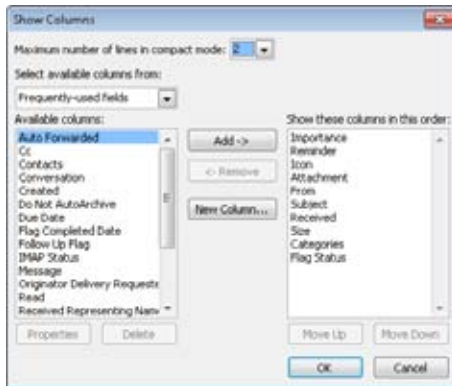 Show Columns
Maximum number of lines in compact mode: 2
Select available columns from:
Frequently-used fields
Available columns:
Auto Forwarded
Cc
Contacts
Conversation
Created
Do Not AutoArchive
Due Date
Flag Completed Date
Follow Up Flag
IMAP Status
Message
Originator Delivery Requeste
Read
Received Representing Name
Properties
Delete
Add ->
<- Remove
New Column...
Show these columns in this order:
Importance
Reminder
Icon
Attachment
From
Subject
Received
Size
Categories
Flag Status
Move Up
Move Down
OK
Cancel